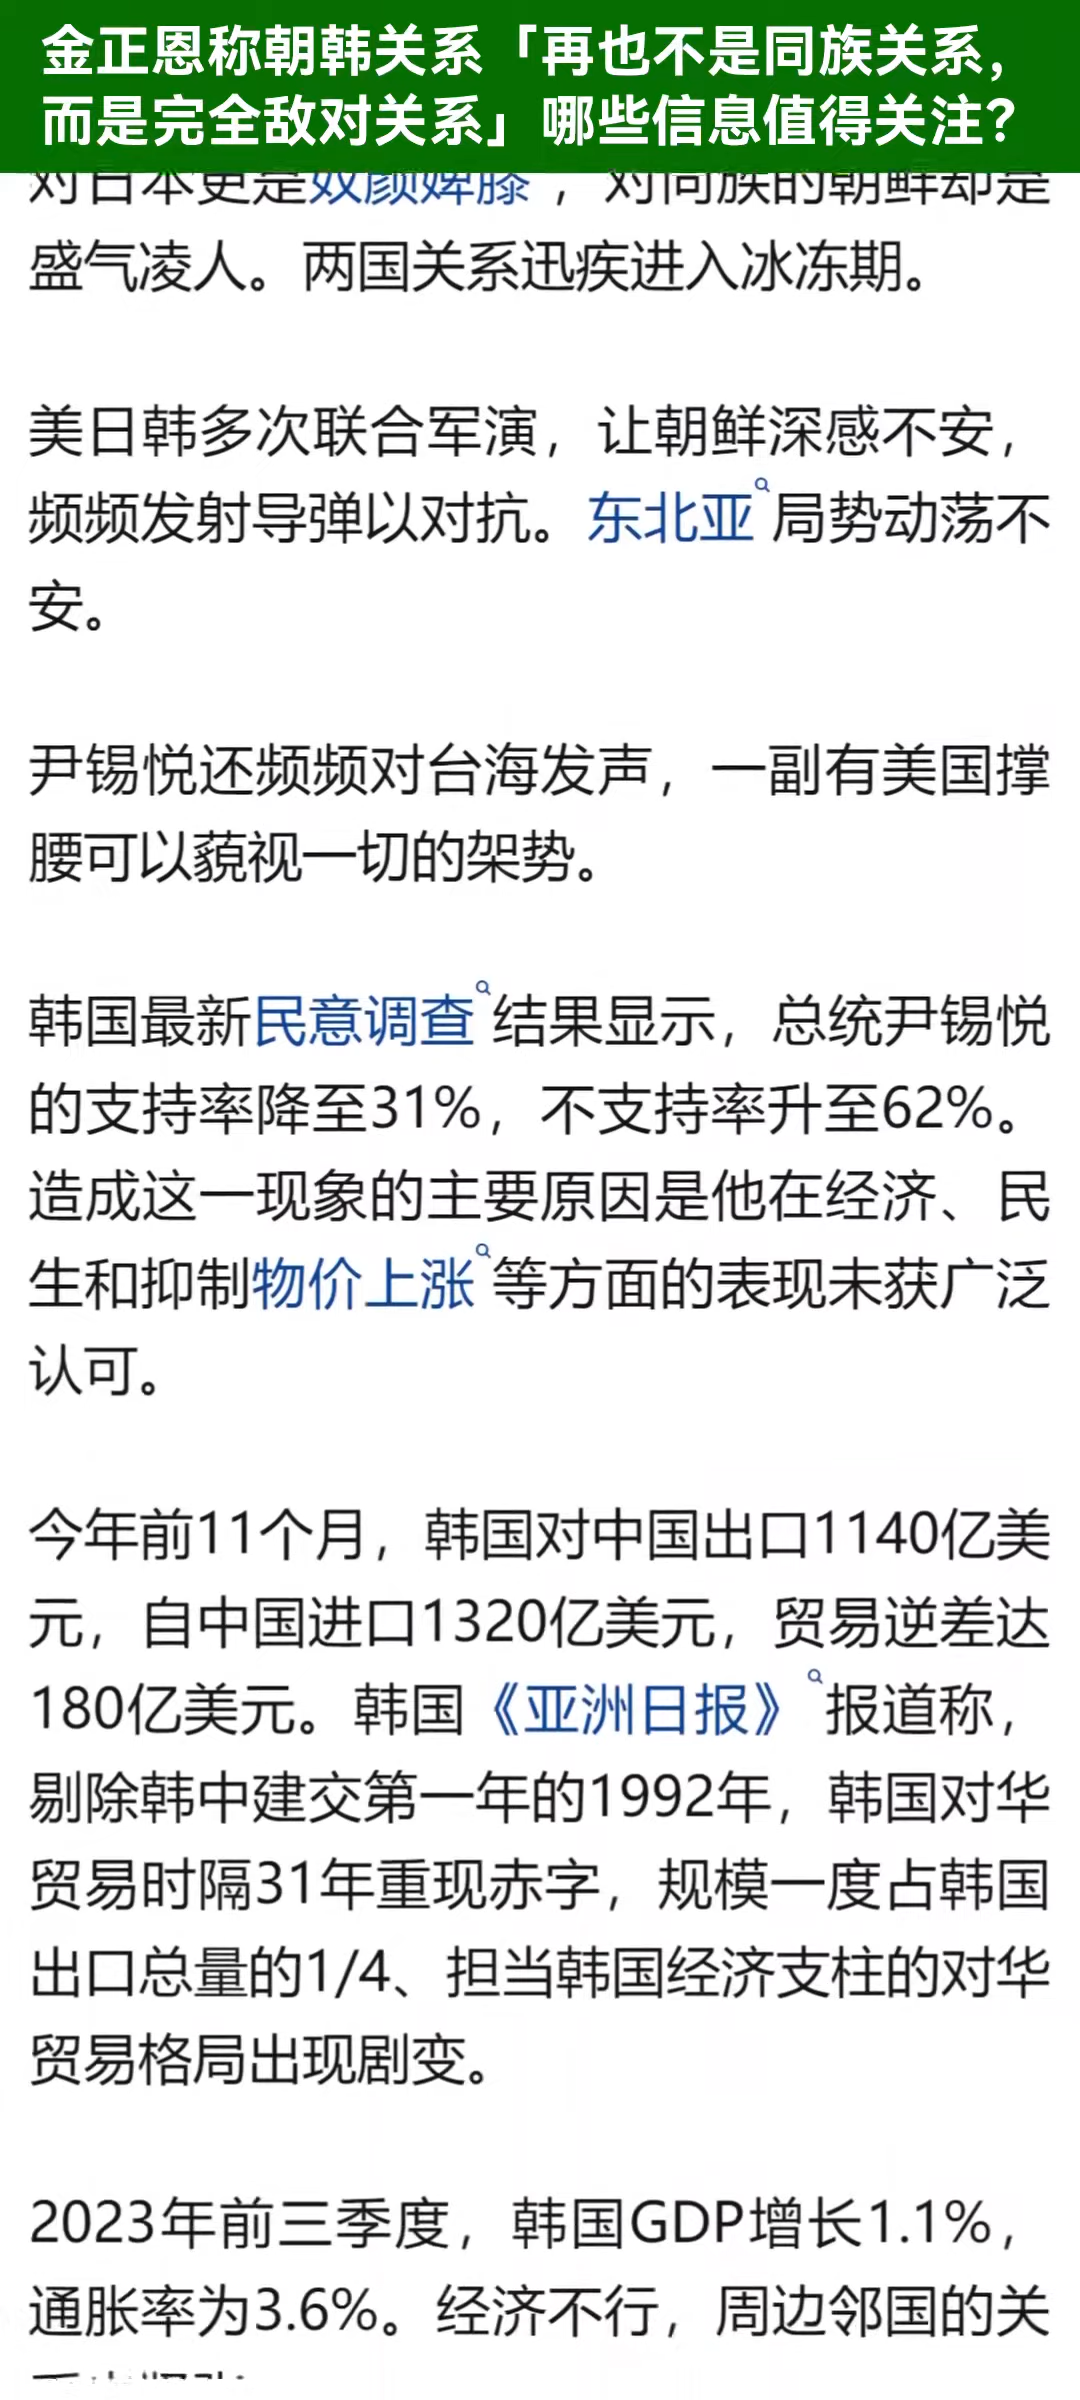 金正恩称朝韩关系「再也不是同族关系，
而是完全敌对关系」哪些信息值得关注？
对日本更是奴颜婢膝，对同族的朝鲜却是
盛气凌人。两国关系迅疾进入冰冻期。
美日韩多次联合军演，让朝鲜深感不安，
频频发射导弹以对抗。东北亚局势动荡不
安。
尹锡悦还频频对台海发声，一副有美国撑
腰可以藐视一切的架势。
韩国最新民意调查结果显示，总统尹锡悦
的支持率降至31%，不支持率升至62%。
造成这一现象的主要原因是他在经济、民
生和抑制物价上涨等方面的表现未获广泛
认可。
今年前11个月，韩国对中国出口1140亿美
元，自中国进口1320亿美元，贸易逆差达
180亿美元。韩国《亚洲日报》报道称，
剔除韩中建交第一年的1992年，韩国对华
贸易时隔31年重现赤字，规模一度占韩国
出口总量的1/4、担当韩国经济支柱的对华
贸易格局出现剧变。
2023年前三季度，韩国GDP增长1.1%，
通胀率为3.6%。经济不行，周边邻国的关